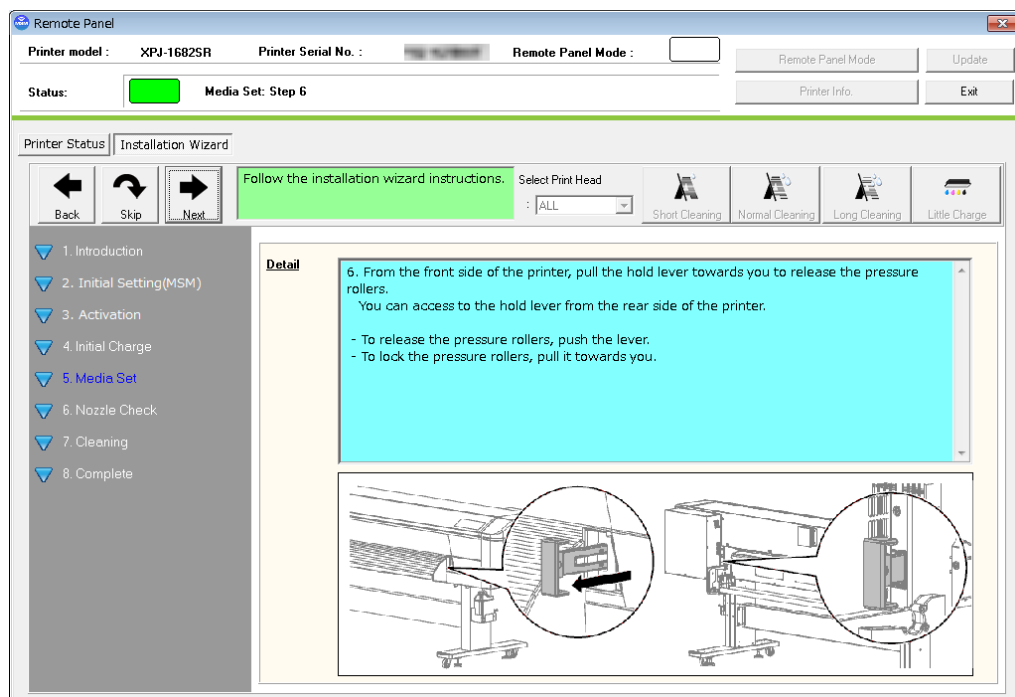 Remote Panel
Printer model : XPJ-1682SR Printer Serial No. : Remote Panel Mode :
Remote Panel Mode Update
Status: Media Set: Step 6
Printer Info. Exit
Printer Status Installation Wizard
Follow the installation wizard instructions. Select Print Head
: ALL
Back Skip Next Short Cleaning Normal Cleaning Long Cleaning Little Charge
1. Introduction
2. Initial Setting(MSM)
3. Activation
4. Initial Charge
5. Media Set
6. Nozzle Check
7. Cleaning
8. Complete
Detail
6. From the front side of the printer, pull the hold lever towards you to release the pressure
rollers.
You can access to the hold lever from the rear side of the printer.
- To release the pressure rollers, push the lever.
- To lock the pressure rollers, pull it towards you.